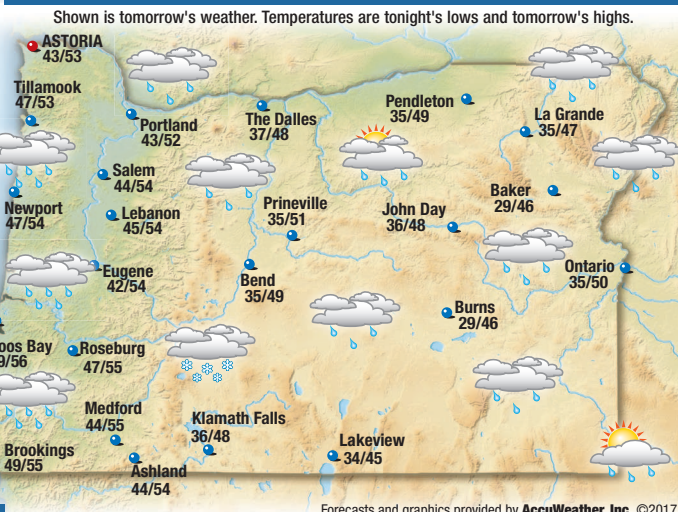 Shown is tomorrow's weather. Temperatures are tonight's lows and tomorrow's highs.
ASTORIA
43/53
Tillamook
47/53
Portland
43/52
The Dalles
37/48
Pendleton
35/49
La Grande
35/47
Salem
44/54
Newport
47/54
Lebanon
45/54
Prineville
35/51
John Day
36/48
Baker
29/46
Eugene
42/54
Bend
35/49
Ontario
35/50
Burns
29/46
oos Bay
9/56
Roseburg
47/55
Medford
44/55
Klamath Falls
36/48
Brookings
49/55
Ashland
44/54
Lakeview
34/45
Forecasts and graphics provided by AccuWeather, Inc. ©2017